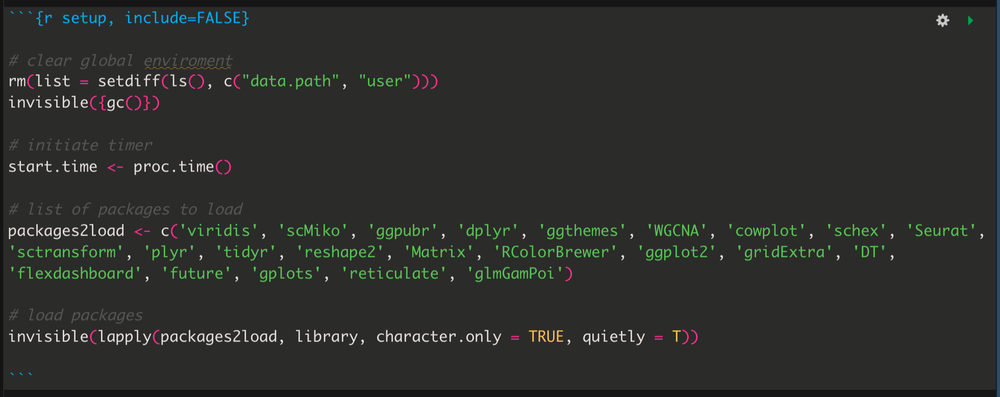 ```{r setup, include=FALSE}
# clear global enviroment
rm(list = setdiff(ls(), c("data.path", "user")))
invisible({gc()})
# initiate timer
start.time <- proc.time()
# list of packages to load
packages2load <- c('viridis', 'scMiko', 'ggpubr', 'dplyr', 'ggthemes', 'WGCNA', 'cowplot', 'schex', 'Seurat',
'sctransform', 'plyr', 'tidyr', 'reshape2', 'Matrix', 'RColorBrewer', 'ggplot2', 'gridExtra', 'DT',
'flexdashboard', 'future', 'gplots', 'reticulate', 'glmGamPoi')
# load packages
invisible(lapply(packages2load, library, character.only = TRUE, quietly = T))
```